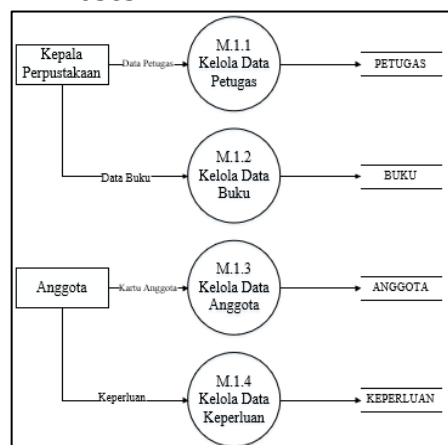 Kepala
Perpustakaan
Data Petugas
M.1.1
Kelola Data
Petugas
PETUGAS
Data Buku
M.1.2
Kelola Data
Buku
BUKU
Anggota
Kartu Anggota
M.1.3
Kelola Data
Anggota
ANGGOTA
Keperluan
M.1.4
Kelola Data
Keperluan
KEPERLUAN